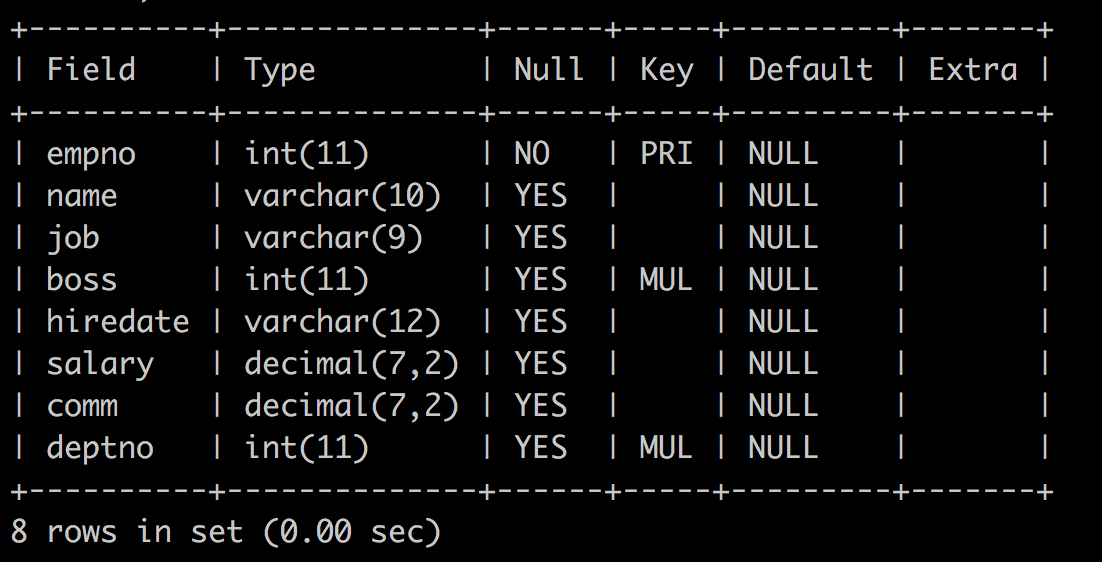 +----------+--------------+------+-----+---------+-------+
| Field    | Type         | Null | Key | Default | Extra |
+----------+--------------+------+-----+---------+-------+
| empno    | int(11)      | NO   | PRI | NULL    |       |
| name     | varchar(10)  | YES  |     | NULL    |       |
| job      | varchar(9)   | YES  |     | NULL    |       |
| boss     | int(11)      | YES  | MUL | NULL    |       |
| hiredate | varchar(12)  | YES  |     | NULL    |       |
| salary   | decimal(7,2) | YES  |     | NULL    |       |
| comm     | decimal(7,2) | YES  |     | NULL    |       |
| deptno   | int(11)      | YES  | MUL | NULL    |       |
+----------+--------------+------+-----+---------+-------+
8 rows in set (0.00 sec)